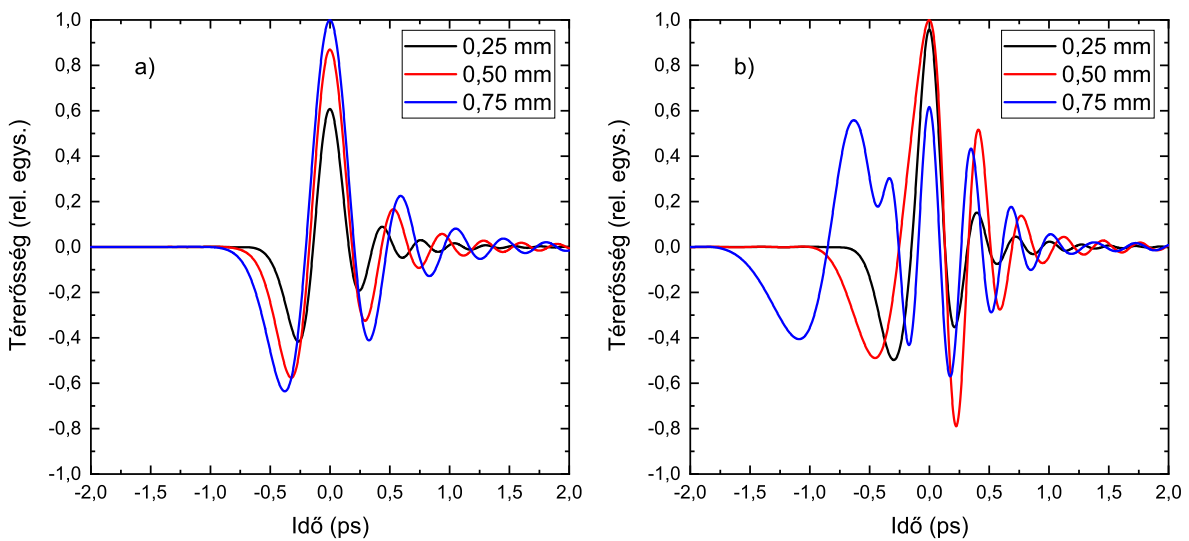 a)
0,25 mm
0,50 mm
0,75 mm
1,0
0,8
0,6
0,4
0,2
0,0
-0,2
-0,4
-0,6
-0,8
-1,0
Térerősség (rel. egys.)
-2,0 -1,5 -1,0 -0,5 0,0 0,5 1,0 1,5 2,0
Idő (ps)
b)
0,25 mm
0,50 mm
0,75 mm
1,0
0,8
0,6
0,4
0,2
0,0
-0,2
-0,4
-0,6
-0,8
-1,0
Térerősség (rel. egys.)
-2,0 -1,5 -1,0 -0,5 0,0 0,5 1,0 1,5 2,0
Idő (ps)